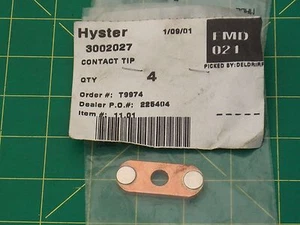 Hyster 1/09/01 FMD
3002027 021
CONTACT TIP PICKED BY:
QTY 4
Order #: T9974
Dealer P.O.#: 225404
Item #: 11.01